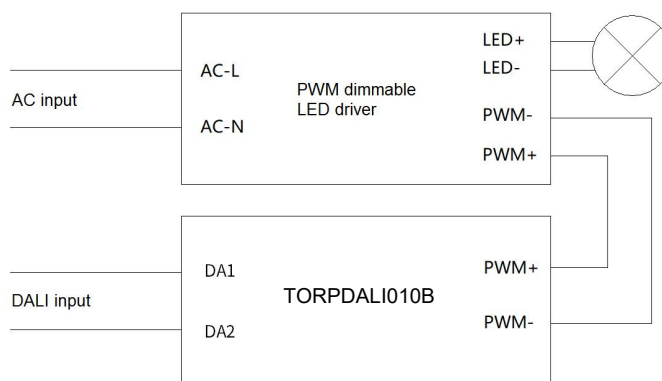 LED+
AC-L
LED-
AC input
PWM dimmable
LED driver
AC-N
PWM-
PWM+
DA1
PWM+
DALI input
TORPDALI010B
DA2
PWM-